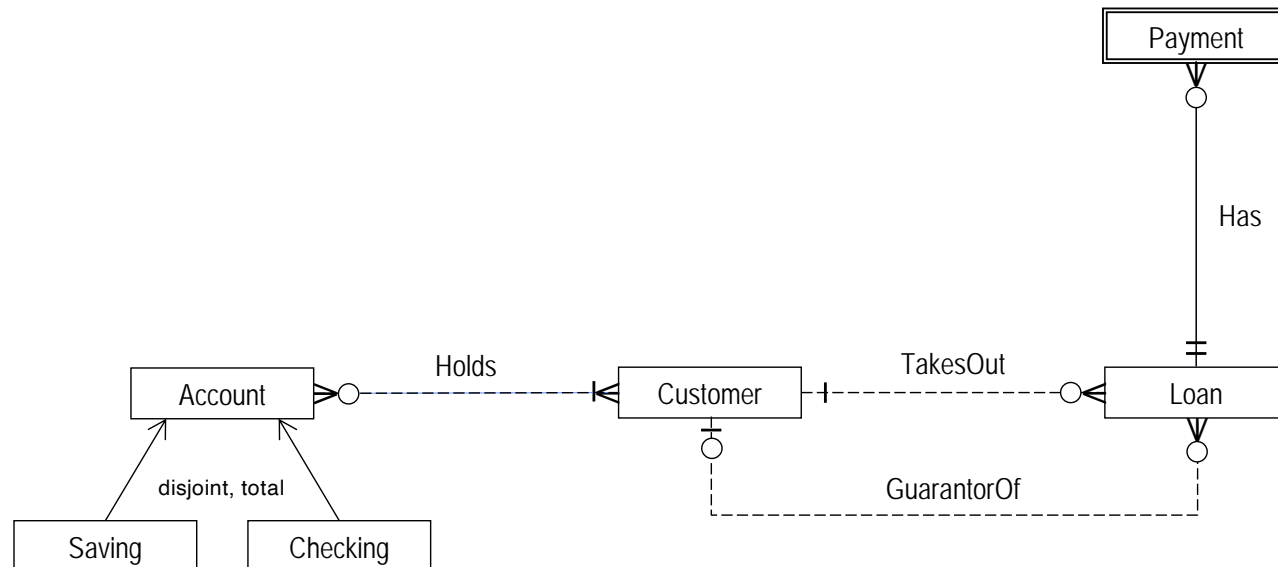 Payment
Has
Holds
TakesOut
Account
Customer
Loan
disjoint, total
GuarantorOf
Saving
Checking